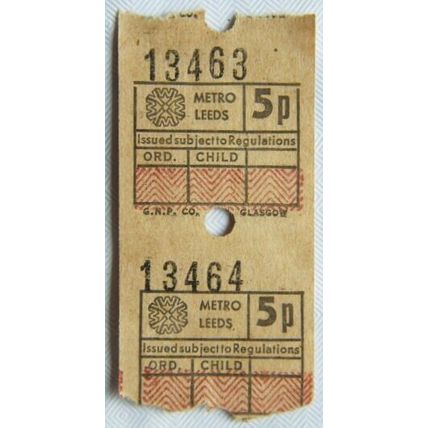 13463
METRO 5p
LEEDS
Issued subject to Regulations
ORD. CHILD
G.N.P. CO. GLASGOW
13464
METRO 5p
LEEDS
Issued subject to Regulations
ORD. CHILD